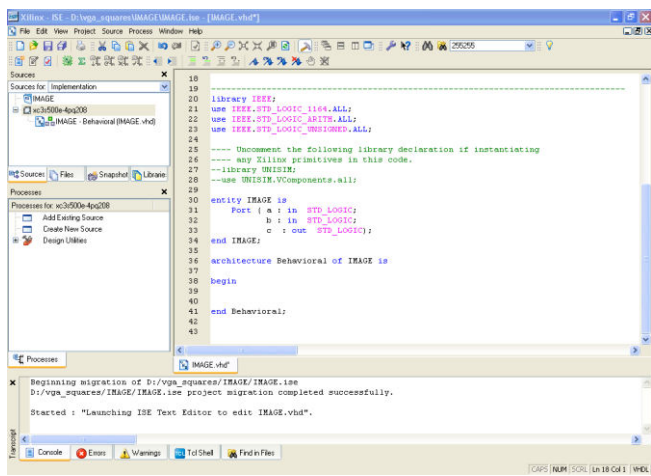 Xilinx - ISE - D:\vga_squares\IMAGE\IMAGE.ise - [IMAGE.vhd*]
File Edit View Project Source Process Window Help
255255
Sources
Sources for: Implementation
IMAGE
xc3s500e-4pq208
IMAGE - Behavioral (IMAGE.vhd)
Sources Files Snapshot Librarie
Processes
Processes for: xc3s500e-4pq208
Add Existing Source
Create New Source
Design Utilities
Processes
18
19 ----------------------------------------------------------------------------------
20 library IEEE;
21 use IEEE.STD_LOGIC_1164.ALL;
22 use IEEE.STD_LOGIC_ARITH.ALL;
23 use IEEE.STD_LOGIC_UNSIGNED.ALL;
24
25 ---- Uncomment the following library declaration if instantiating
26 ---- any Xilinx primitives in this code.
27 --library UNISIM;
28 --use UNISIM.VComponents.all;
29
30 entity IMAGE is
31 Port ( a : in STD_LOGIC;
32 b : in STD_LOGIC;
33 c : out STD_LOGIC);
34 end IMAGE;
35
36 architecture Behavioral of IMAGE is
37
38 begin
39
40
41 end Behavioral;
42
43
IMAGE.vhd*
Beginning migration of D:/vga_squares/IMAGE/IMAGE.ise
D:/vga_squares/IMAGE/IMAGE.ise project migration completed successfully.
Started : "Launching ISE Text Editor to edit IMAGE.vhd".
Transcript
Console Errors Warnings Tcl Shell Find in Files
CAPS NUM SCRL Ln 18 Col 1 VHDL